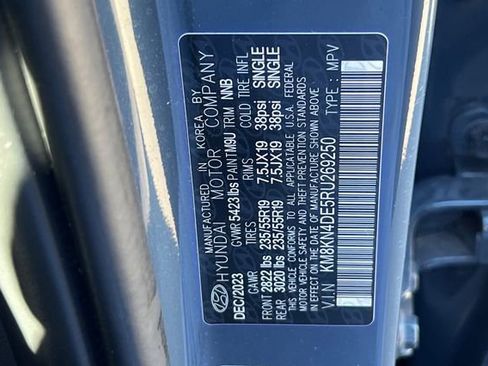 MANUFACTURED IN KOREA BY
HYUNDAI MOTOR COMPANY
DEC/2023 GVWR 5423 lbs PAINT M9U TRIM NNB
GAWR TIRES RIMS COLD TIRE INFL
FRONT 2822 lbs 235/55R19 7.5JX19 38psi SINGLE
REAR 3020 lbs 235/55R19 7.5JX19 38psi SINGLE
THIS VEHICLE CONFORMS TO ALL APPLICABLE U.S.A. FEDERAL
MOTOR VEHICLE SAFETY AND THEFT PREVENTION
STANDARDS IN EFFECT ON THE DATE OF MANUFACTURE SHOWN ABOVE.
V.I.N KM8KN4DE5RU269250 TYPE : MPV